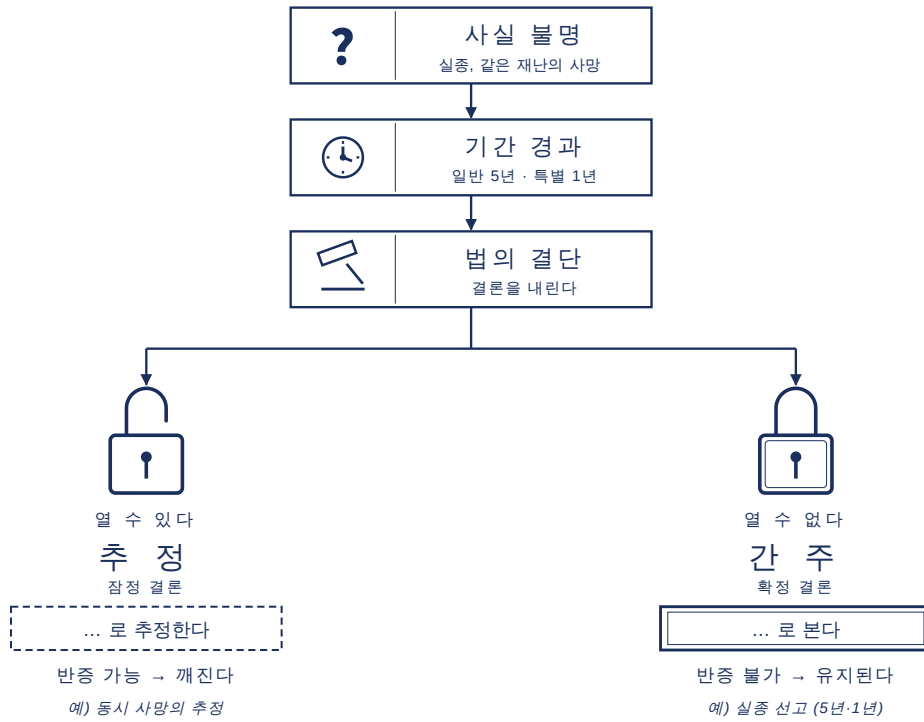 ?
사실 불명
실종, 같은 재난의 사망
기간 경과
일반 5년 · 특별 1년
법의 결단
결론을 내린다
열 수 있다
추 정
잠정 결론
... 로 추정한다
반증 가능 → 깨진다
예) 동시 사망의 추정
열 수 없다
간 주
확정 결론
... 로 본다
반증 불가 → 유지된다
예) 실종 선고 (5년·1년)